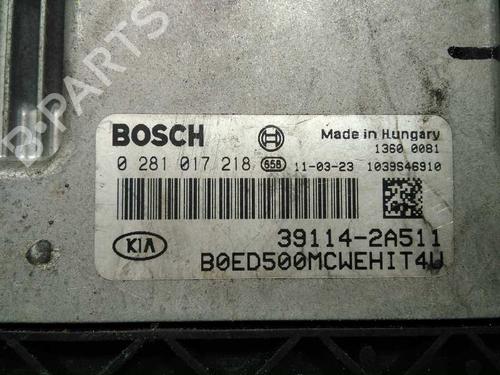 B-PARTS
BOSCH
Made in Hungary
1360 0081
0 281 017 218 658 11-03-23 1039S46910
KIA
39114-2A511
B0ED500MCWEHIT4U